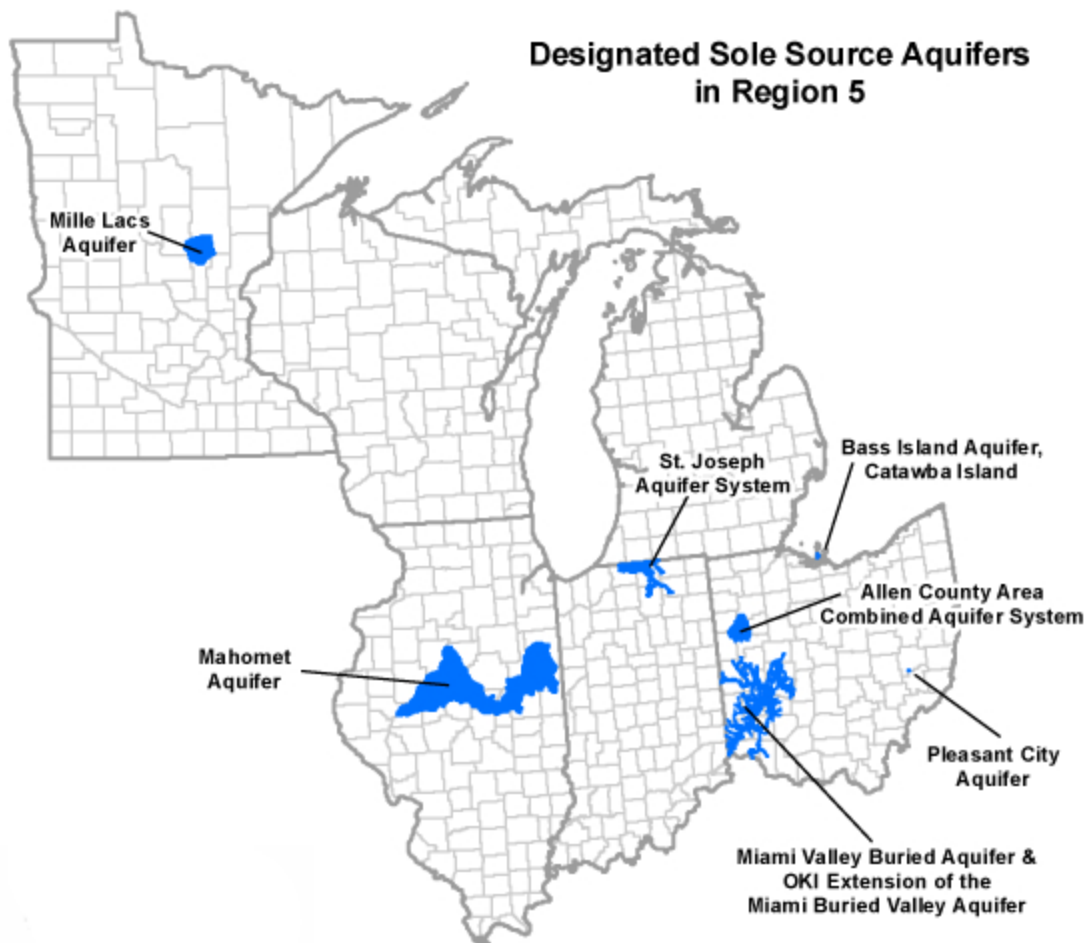 Designated Sole Source Aquifers
in Region 5
Mille Lacs
Aquifer
St. Joseph
Aquifer System
Bass Island Aquifer,
Catawba Island
Allen County Area
Combined Aquifer System
Mahomet
Aquifer
Pleasant City
Aquifer
Miami Valley Buried Aquifer &
OKI Extension of the
Miami Buried Valley Aquifer